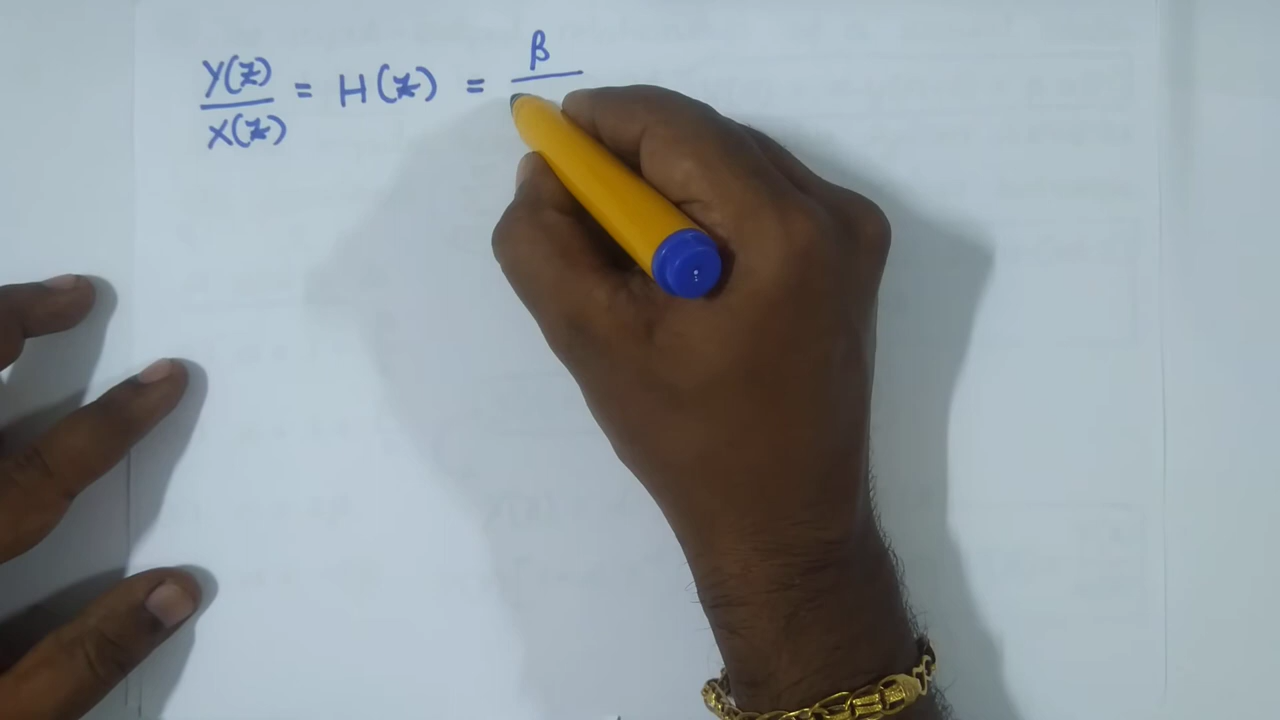 Y(z)/X(z) = H(z) = β/